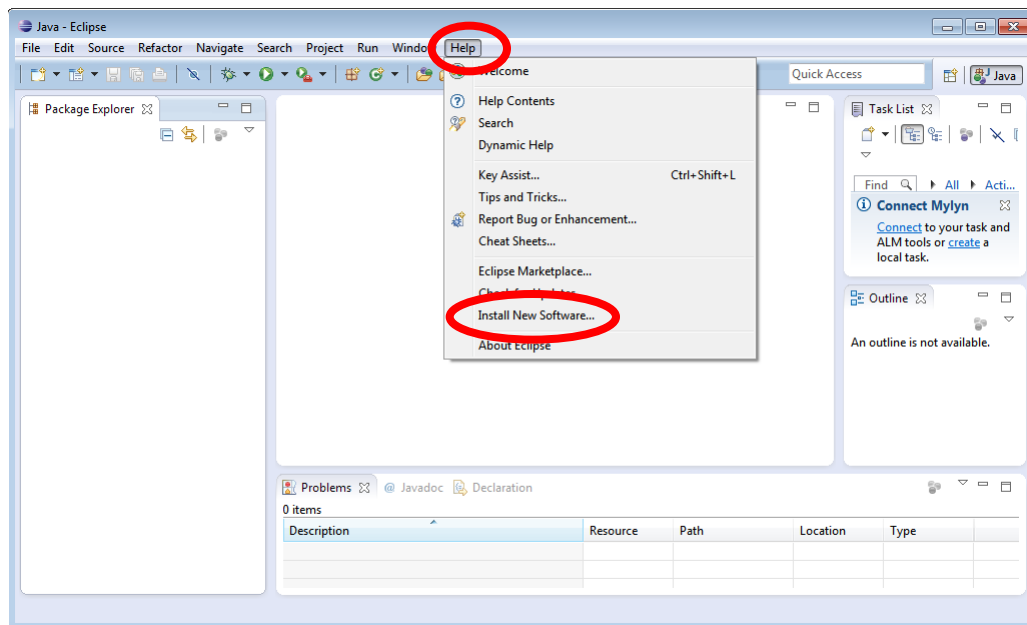 Java - Eclipse
File Edit Source Refactor Navigate Search Project Run Window Help
Quick Access
Java
Package Explorer
Welcome
Help Contents
Search
Dynamic Help
Key Assist... Ctrl+Shift+L
Tips and Tricks...
Report Bug or Enhancement...
Cheat Sheets...
Eclipse Marketplace...
Check for Updates
Install New Software...
About Eclipse
Task List
Find All Acti...
Connect Mylyn
Connect to your task and
ALM tools or create a
local task.
Outline
An outline is not available.
Problems @ Javadoc Declaration
0 items
Description Resource Path Location Type